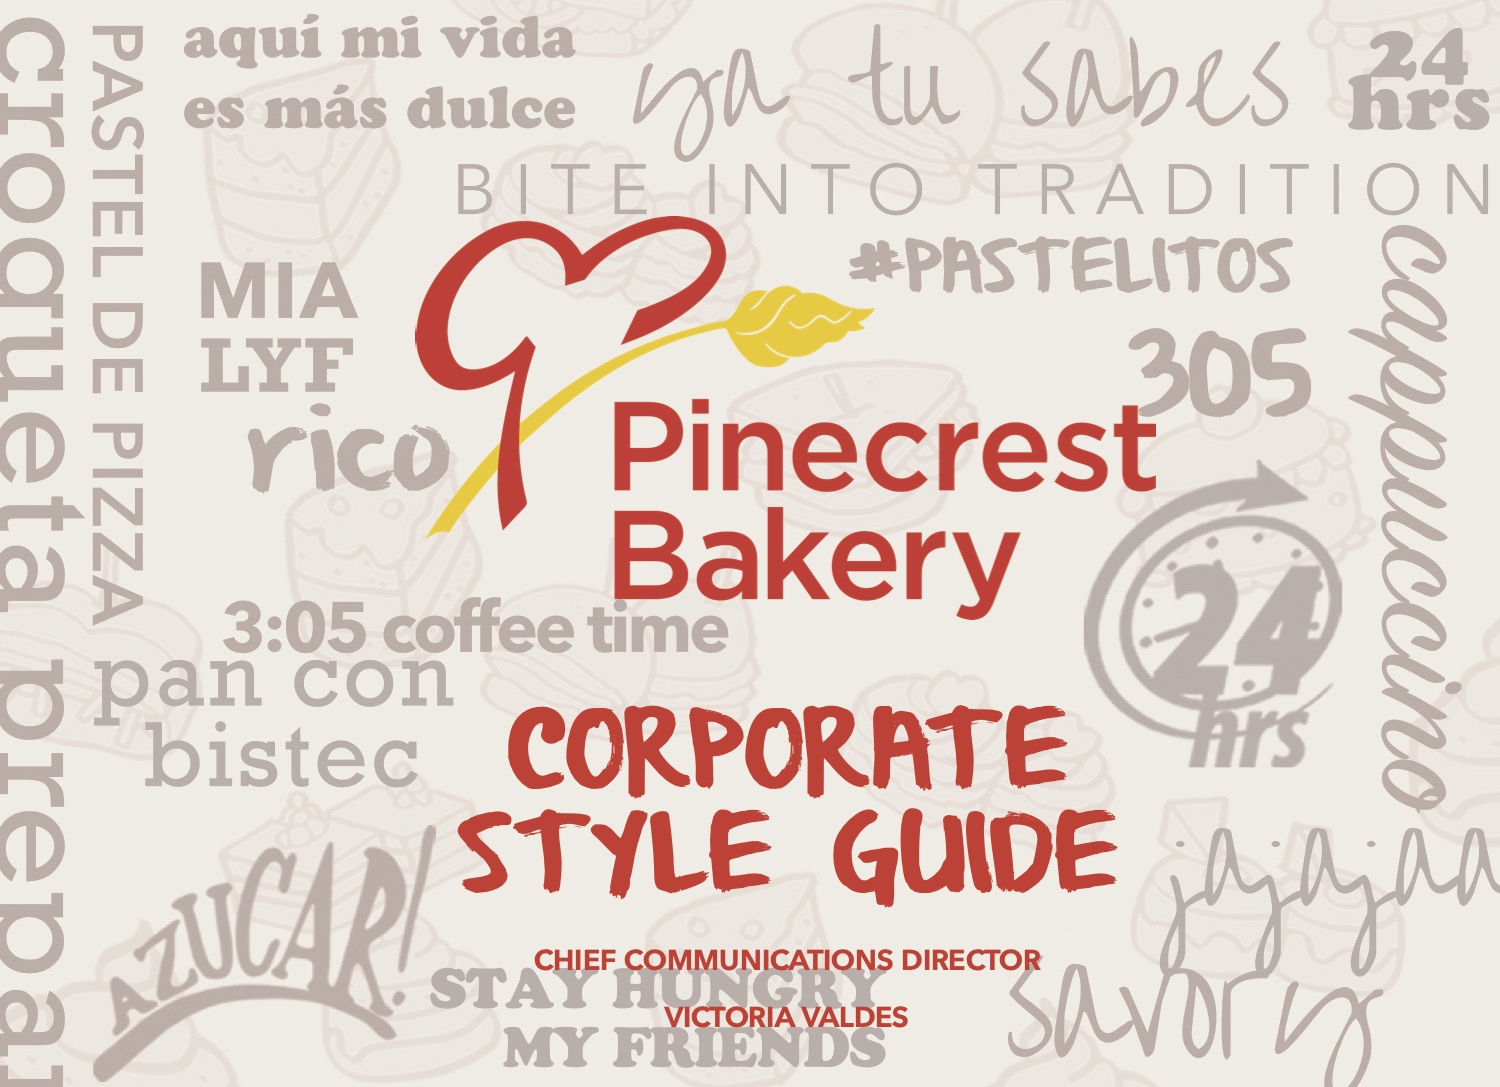 croqueta prepa
PASTEL DE PIZZA
aquí mi vida
es más dulce
ya tu sabes
24
hrs
BITE INTO TRADITION
#PASTELITOS
MIA
LYF
305
cappuccino
rico
Pinecrest
Bakery
24
hrs
3:05 coffee time
pan con
bistec
CORPORATE
STYLE GUIDE
AZUCAR!
jajajaa
CHIEF COMMUNICATIONS DIRECTOR
STAY HUNGRY
VICTORIA VALDES
MY FRIENDS
savory